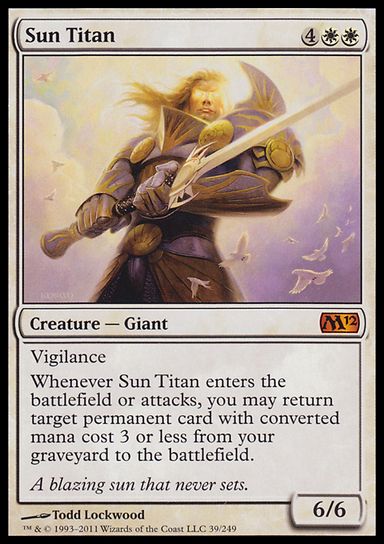 Sun Titan 4
Creature — Giant M12
Vigilance
Whenever Sun Titan enters the
battlefield or attacks, you may return
target permanent card with converted
mana cost 3 or less from your
graveyard to the battlefield.
A blazing sun that never sets.
6/6
Todd Lockwood
™ & © 1993–2011 Wizards of the Coast LLC 39/249